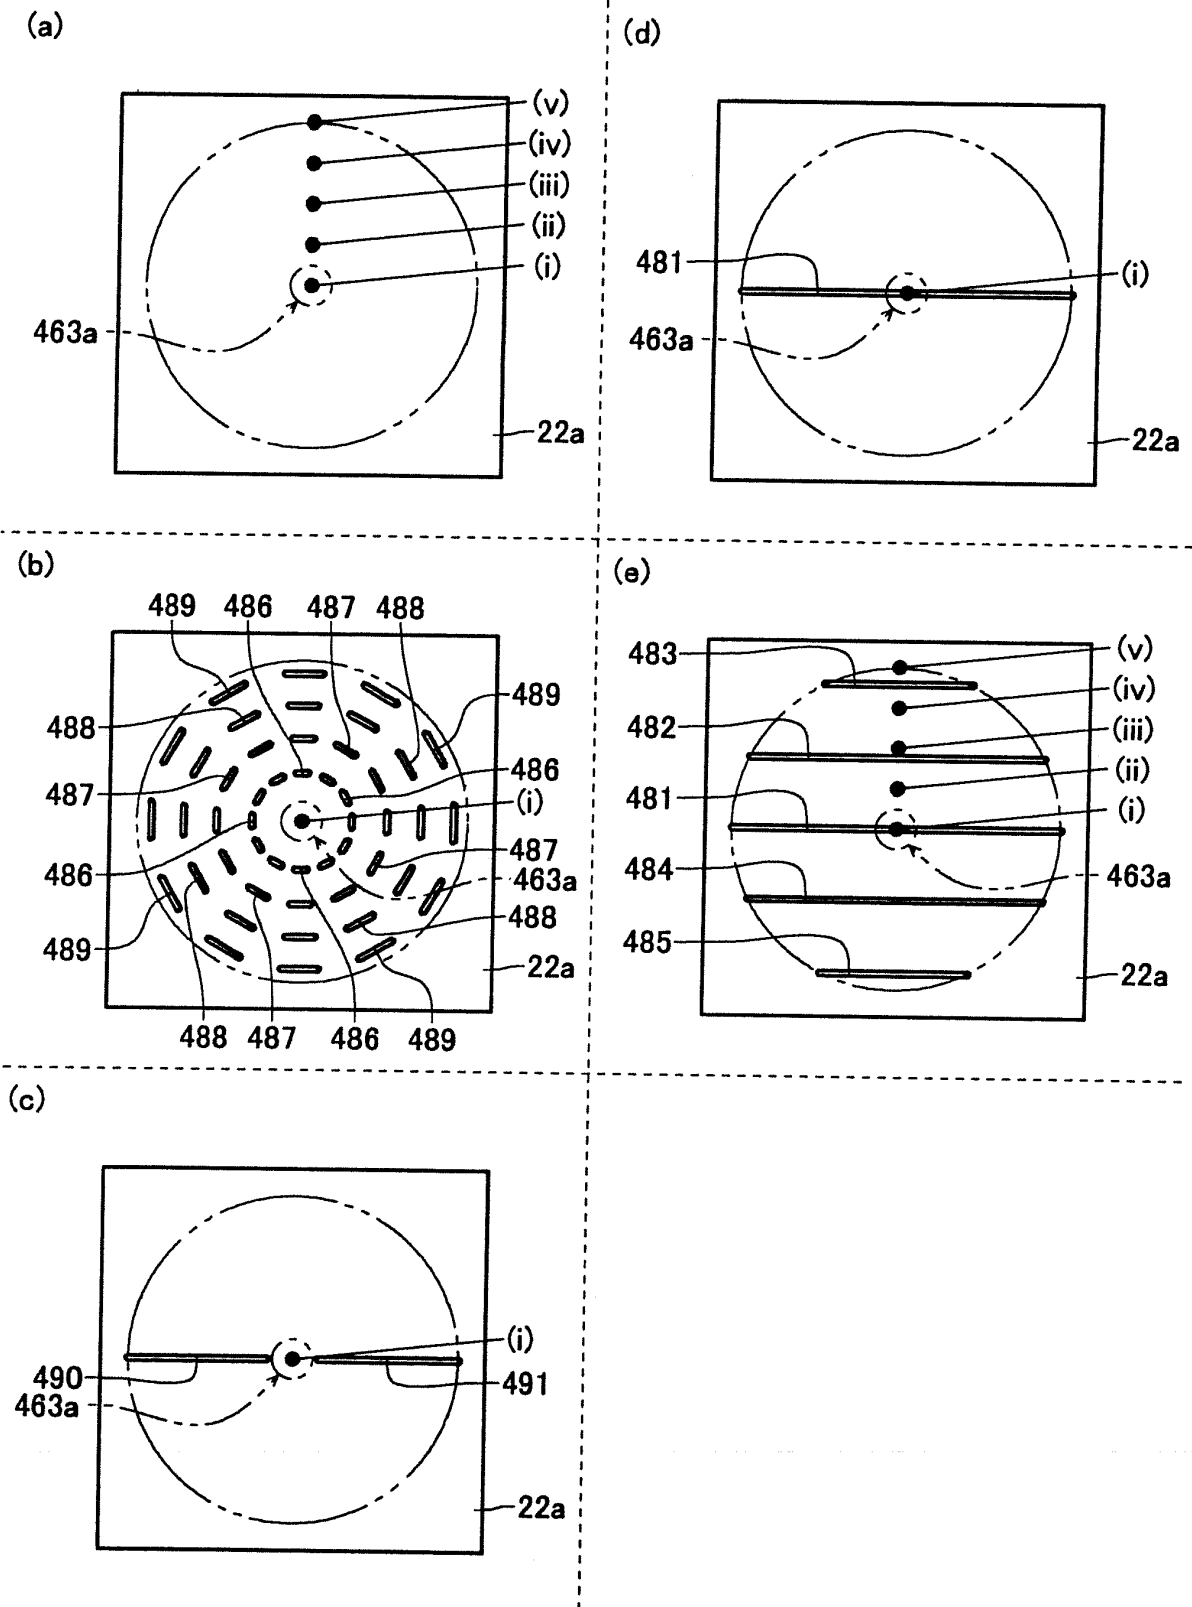 (a)
(v)
(iv)
(iii)
(ii)
(i)
463a
22a
(d)
481
(i)
463a
22a
(b)
489 486 487 488
489
488
486
487
(i)
486
487
463a
488
489
22a
488 487 486 489
(e)
483
(v)
(iv)
482
(iii)
(ii)
481
(i)
484
463a
485
22a
(c)
(i)
490
491
463a
22a